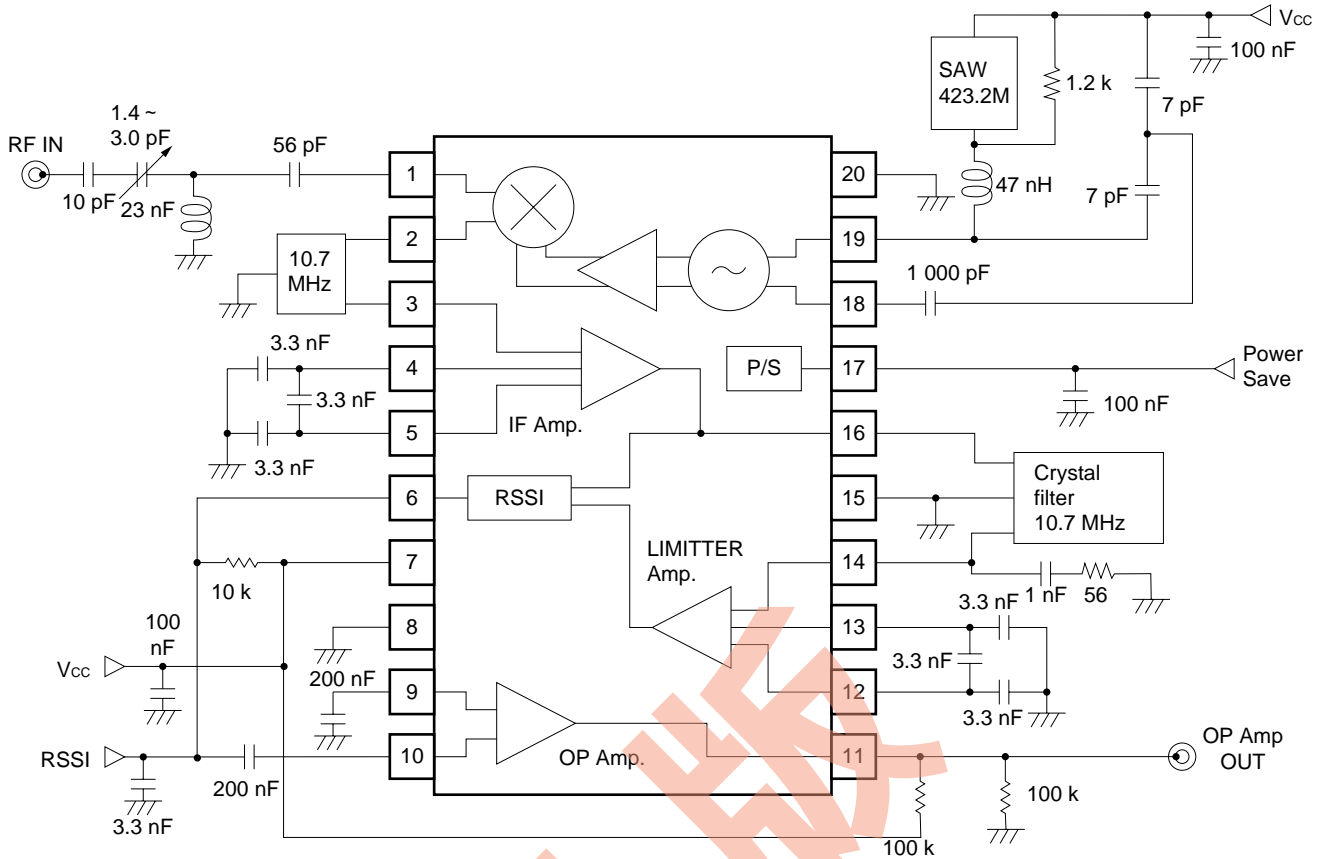 RF IN
1.4 ~
3.0 pF
10 pF
23 nF
56 pF
1
2
3
4
5
6
7
8
9
10
20
19
18
17
16
15
14
13
12
11
10.7
MHz
3.3 nF
3.3 nF
3.3 nF
10 k
100
nF
VCC
200 nF
RSSI
3.3 nF
200 nF
IF Amp.
RSSI
LIMITTER
Amp.
OP Amp.
P/S
SAW
423.2M
1.2 k
47 nH
7 pF
7 pF
VCC
100 nF
1 000 pF
Power
Save
100 nF
Crystal
filter
10.7 MHz
1 nF
56
3.3 nF
3.3 nF
3.3 nF
OP Amp
OUT
100 k
100 k
版